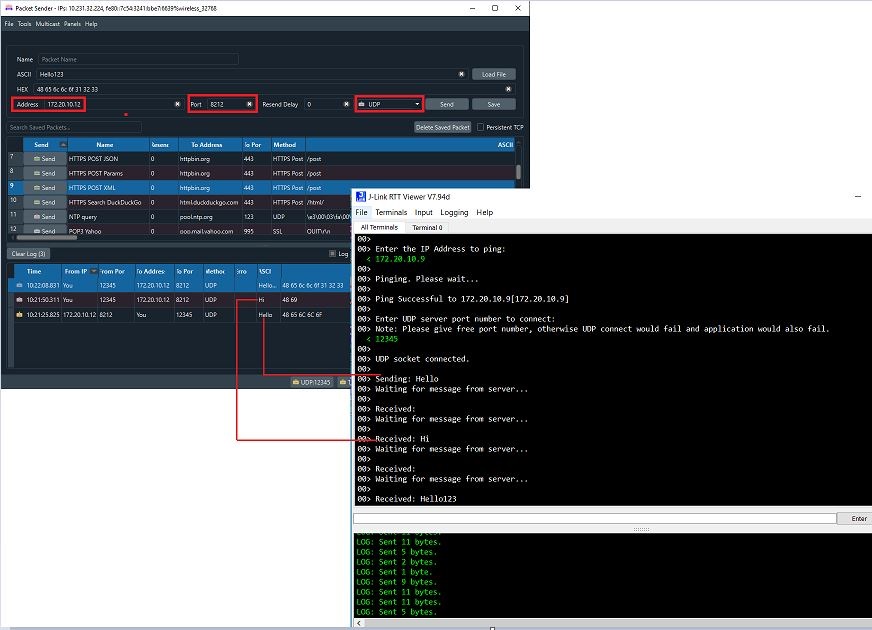 Packet Sender - IPs: 10.231.32.224, fe80::7c54:3241:bbe7:6639%wireless_32768
File Tools Multicast Panels Help
Name Packet Name
ASCII Hello123 Load File
HEX 48 65 6c 6c 6f 31 32 33
Address 172.20.10.12 Port 8212 Resend Delay 0 UDP Send Save
Search Saved Packets... Delete Saved Packet Persistent TCP
Send Name To Address To Por Method ASCII
7 Send HTTPS POST JSON 0 httpbin.org 443 HTTPS Post /post
8 Send HTTPS POST Params 0 httpbin.org 443 HTTPS Post /post
9 Send HTTPS POST XML 0 httpbin.org 443 HTTPS Post /post
10 Send HTTPS Search DuckDuckGo 0 html.duckduckgo.com 443 HTTPS Post /html/
11 Send NTP query 0 pool.ntp.org 123 UDP
12 Send POP3 Yahoo 0 pop.mail.yahoo.com 995 SSL QUIT\r\n
Clear Log (3) Log
Time From IP From Por To Address To Por Metho Erro ASCI
10:22:08.831 You 12345 172.20.10.12 8212 UDP Hello... 48 65 6c 6c 6f 31 32 33
10:21:50.311 You 12345 172.20.10.12 8212 UDP Hi 48 69
10:21:25.825 172.20.10.12 8212 You 12345 UDP Hello 48 65 6C 6C 6F
UDP:12345
J-Link RTT Viewer V7.94d
File Terminals Input Logging Help
All Terminals Terminal 0
00>
00> Enter the IP Address to ping:
< 172.20.10.9
00>
00> Pinging. Please wait...
00>
00> Ping Successful to 172.20.10.9[172.20.10.9]
00>
00> Enter UDP server port number to connect:
00> Note: Please give free port number, otherwise UDP connect would fail and application would also fail.
< 12345
00>
00> UDP socket connected.
00>
00> Sending: Hello
00> Waiting for message from server...
00>
00> Received:
00> Waiting for message from server...
00>
00> Received: Hi
00> Waiting for message from server...
00>
00> Received:
00> Waiting for message from server...
00>
00> Received: Hello123
Enter
LOG: Sent 11 bytes.
LOG: Sent 11 bytes.
LOG: Sent 5 bytes.
LOG: Sent 2 bytes.
LOG: Sent 1 byte.
LOG: Sent 9 bytes.
LOG: Sent 11 bytes.
LOG: Sent 11 bytes.
LOG: Sent 5 bytes.